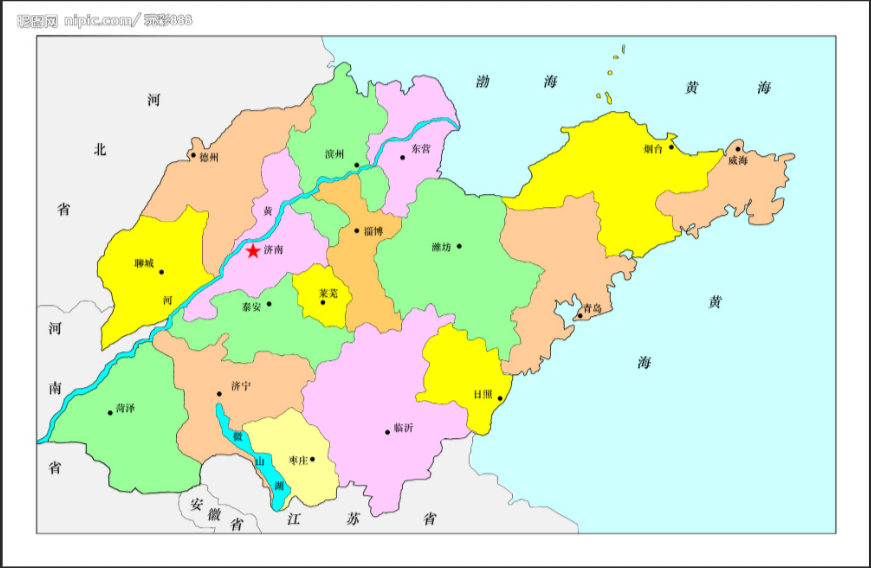 昵图网 nipic.com/ 玩彩888
渤 海
黄 海
河
北
省
德州
滨州
东营
烟台
威海
黄
淄博
济南
潍坊
聊城
河
莱芜
泰安
青岛
黄
海
河
南
省
济宁
日照
菏泽
临沂
微
山
湖
枣庄
安
徽
省
江 苏 省